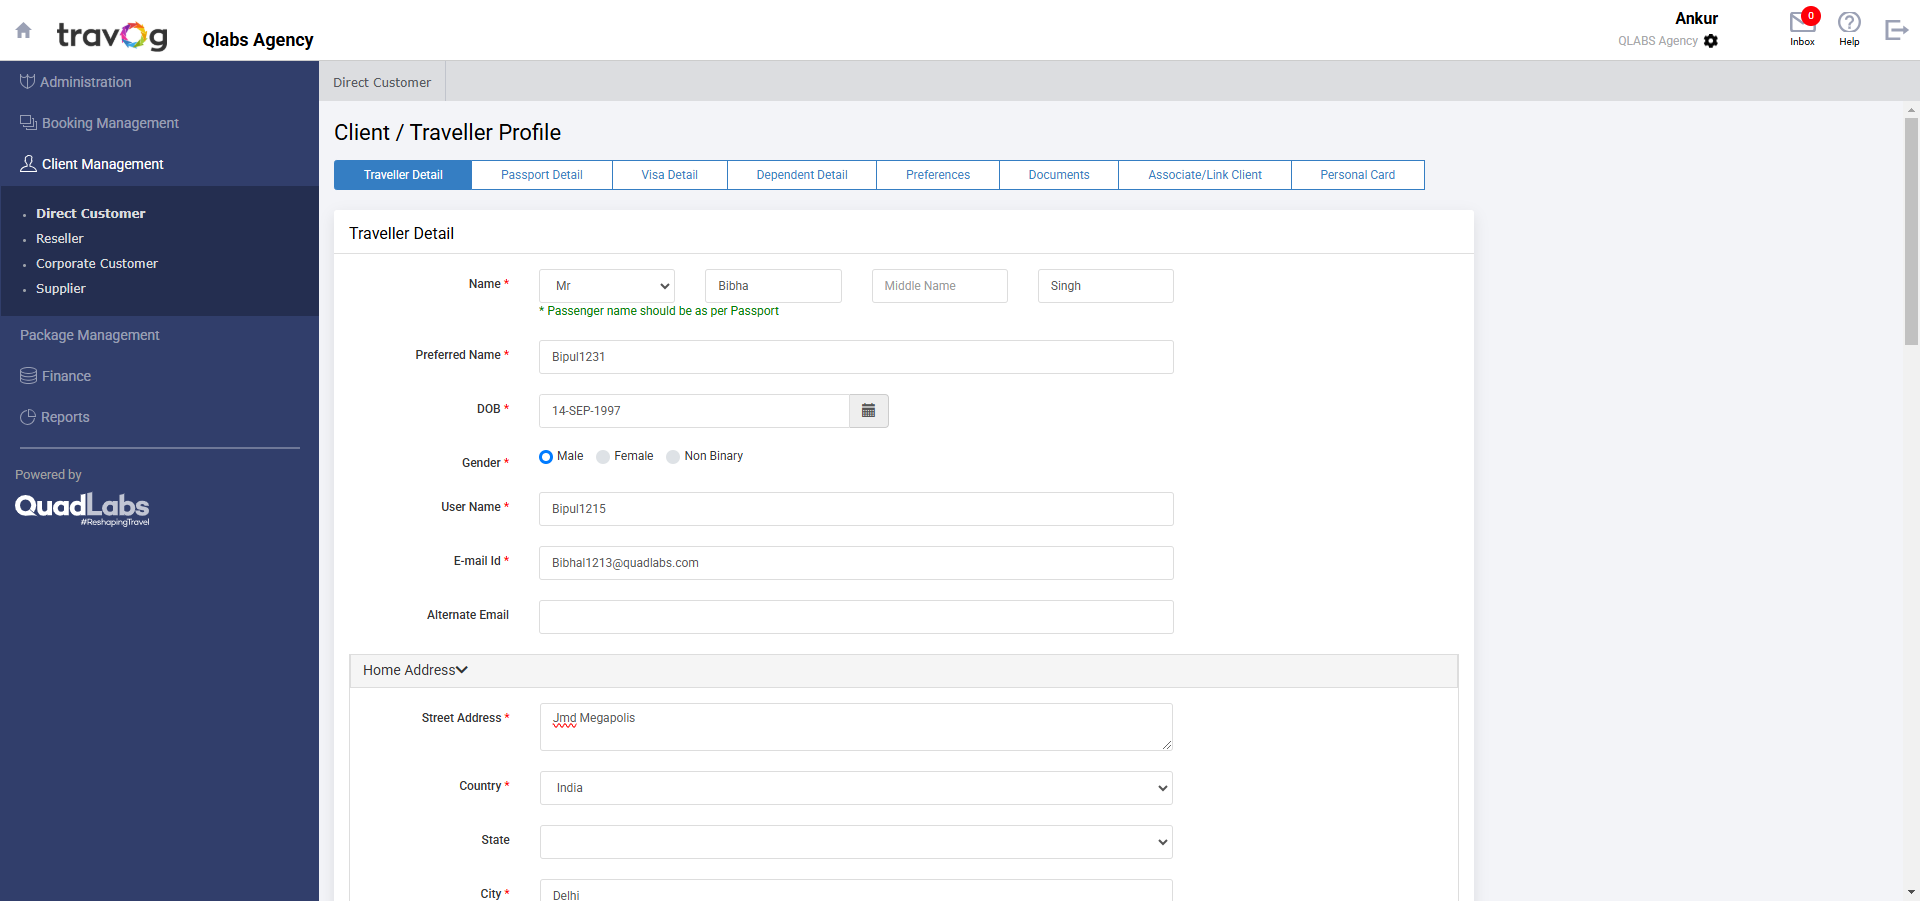 travog
Qlabs Agency
Ankur
QLABS Agency
0
Inbox
Help
Administration
Booking Management
Client Management
Direct Customer
Reseller
Corporate Customer
Supplier
Package Management
Finance
Reports
Powered by
QuadLabs
#ReshapingTravel
Direct Customer
Client / Traveller Profile
Traveller Detail
Passport Detail
Visa Detail
Dependent Detail
Preferences
Documents
Associate/Link Client
Personal Card
Traveller Detail
Name * Mr Bibha Middle Name Singh
* Passenger name should be as per Passport
Preferred Name * Bipul1231
DOB * 14-SEP-1997
Gender * Male Female Non Binary
User Name * Bipul1215
E-mail Id * Bibhal1213@quadlabs.com
Alternate Email
Home Address
Street Address * Jmd Megapolis
Country * India
State
City * Delhi